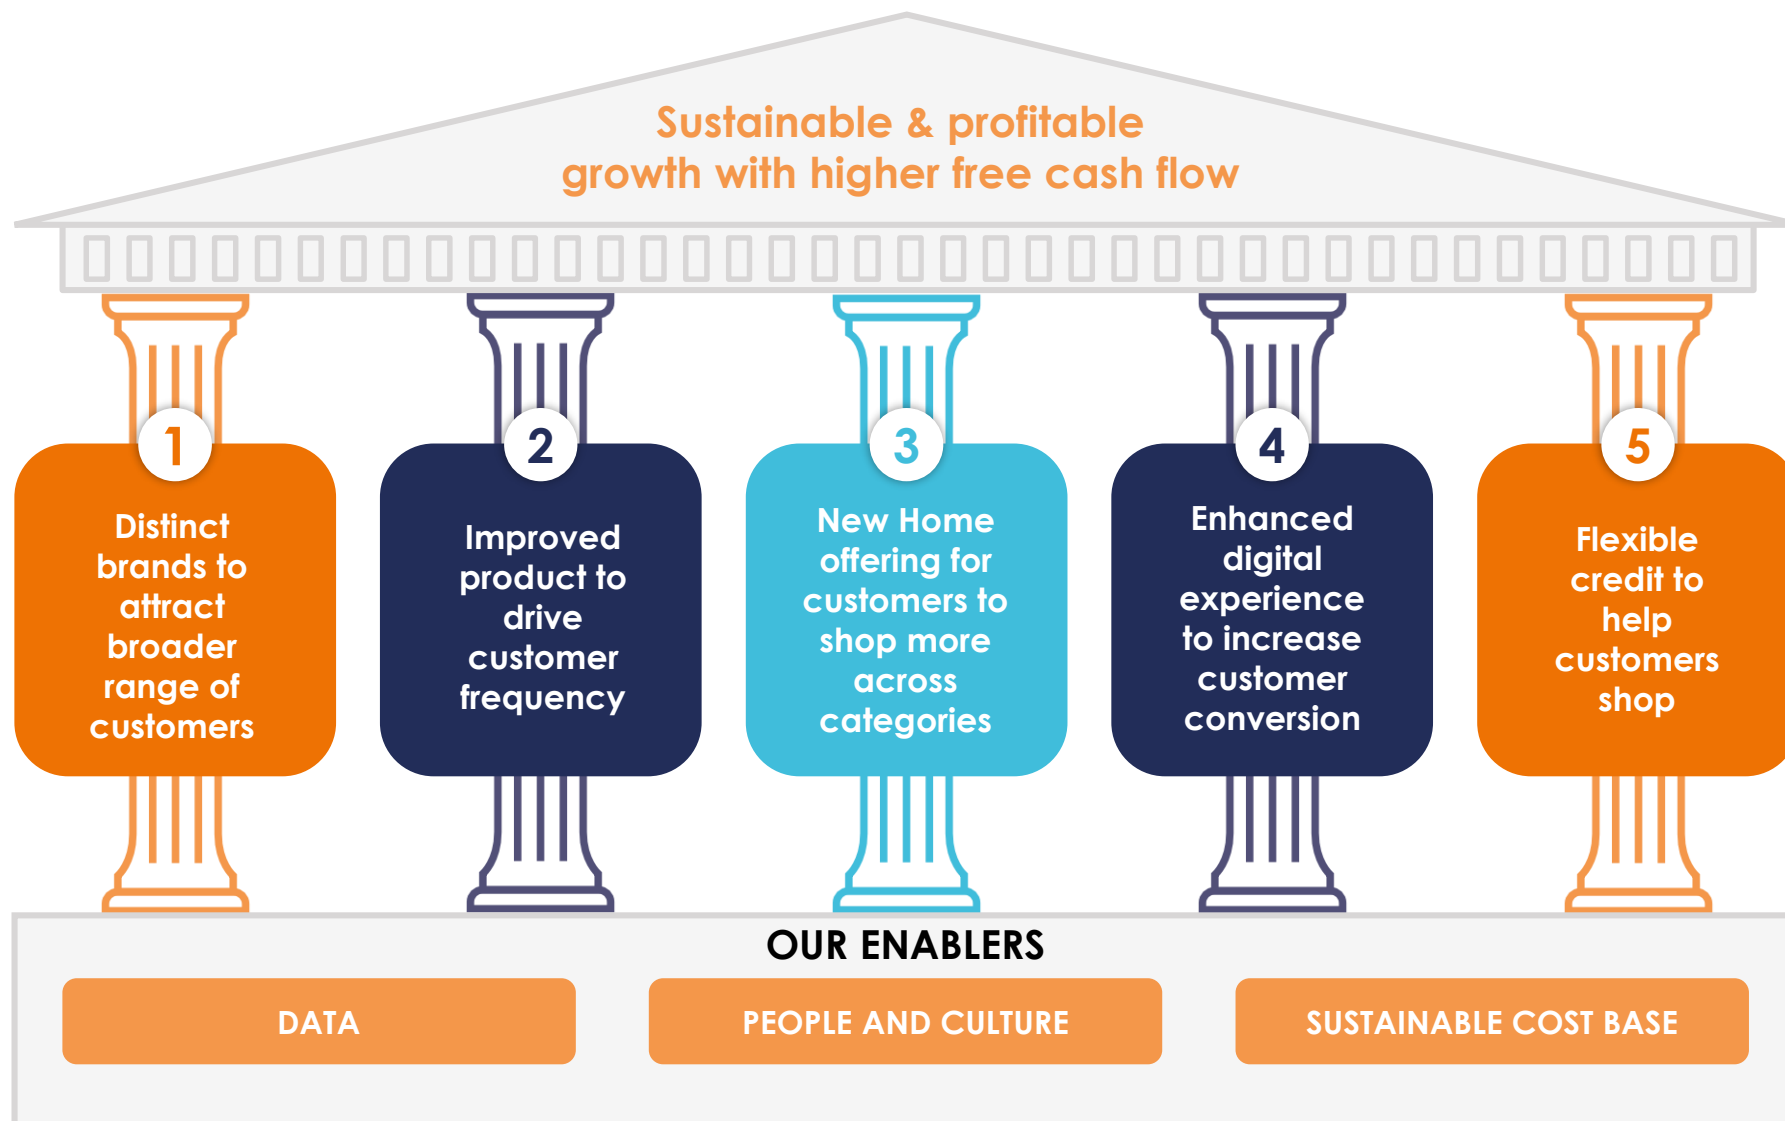 Sustainable & profitable
growth with higher free cash flow
1
Distinct
brands to
attract
broader
range of
customers
2
Improved
product to
drive
customer
frequency
3
New Home
offering for
customers to
shop more
across
categories
4
Enhanced
digital
experience
to increase
customer
conversion
5
Flexible
credit to
help
customers
shop
OUR ENABLERS
DATA
PEOPLE AND CULTURE
SUSTAINABLE COST BASE